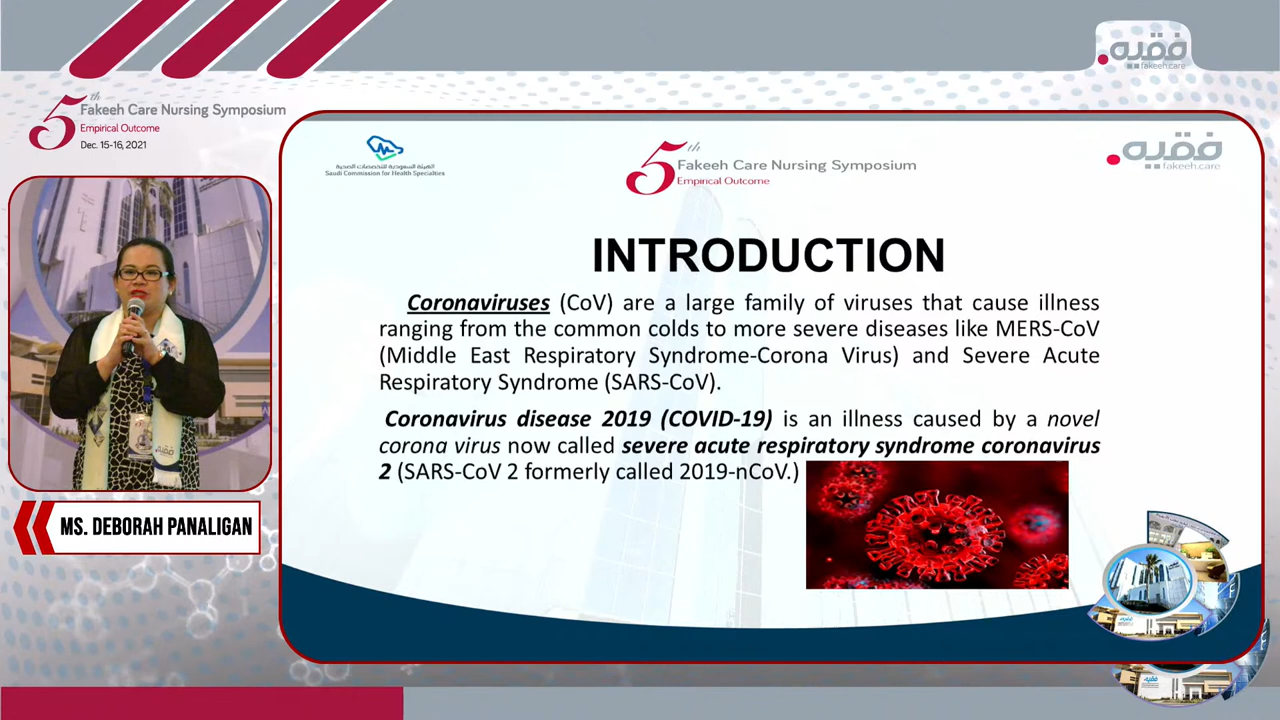 فقيه
fakeeh.care
5th
Fakeeh Care Nursing Symposium
Empirical Outcome
Dec. 15-16, 2021
الهيئة السعودية للتخصصات الصحية
Saudi Commission for Health Specialties
5th
Fakeeh Care Nursing Symposium
Empirical Outcome
فقيه
fakeeh.care
INTRODUCTION
Coronaviruses (CoV) are a large family of viruses that cause illness
ranging from the common colds to more severe diseases like MERS-CoV
(Middle East Respiratory Syndrome-Corona Virus) and Severe Acute
Respiratory Syndrome (SARS-CoV).
Coronavirus disease 2019 (COVID-19) is an illness caused by a novel
corona virus now called severe acute respiratory syndrome coronavirus
2 (SARS-CoV 2 formerly called 2019-nCoV.)
MS. DEBORAH PANALIGAN